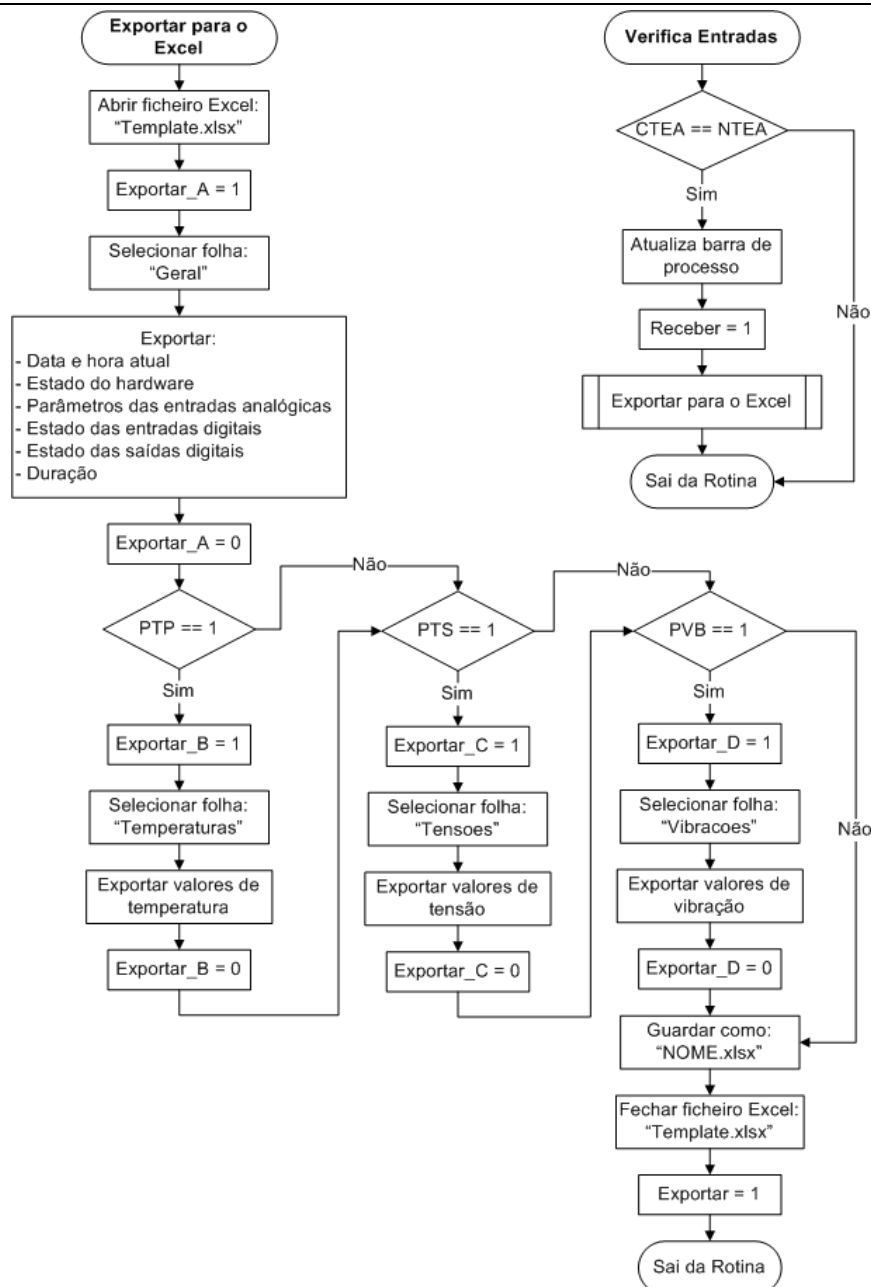 Exportar para o
Excel
Abrir ficheiro Excel:
“Template.xlsx”
Exportar_A = 1
Selecionar folha:
“Geral”
Exportar:
- Data e hora atual
- Estado do hardware
- Parâmetros das entradas analógicas
- Estado das entradas digitais
- Estado das saídas digitais
- Duração
Exportar_A = 0
PTP == 1
Não
Sim
Exportar_B = 1
Selecionar folha:
“Temperaturas”
Exportar valores de
temperatura
Exportar_B = 0
PTS == 1
Não
Sim
Exportar_C = 1
Selecionar folha:
“Tensoes”
Exportar valores de
tensão
Exportar_C = 0
PVB == 1
Não
Sim
Exportar_D = 1
Selecionar folha:
“Vibracoes”
Exportar valores de
vibração
Exportar_D = 0
Guardar como:
“NOME.xlsx”
Fechar ficheiro Excel:
“Template.xlsx”
Exportar = 1
Sai da Rotina
Verifica Entradas
CTEA == NTEA
Sim
Não
Atualiza barra de
processo
Receber = 1
Exportar para o Excel
Sai da Rotina